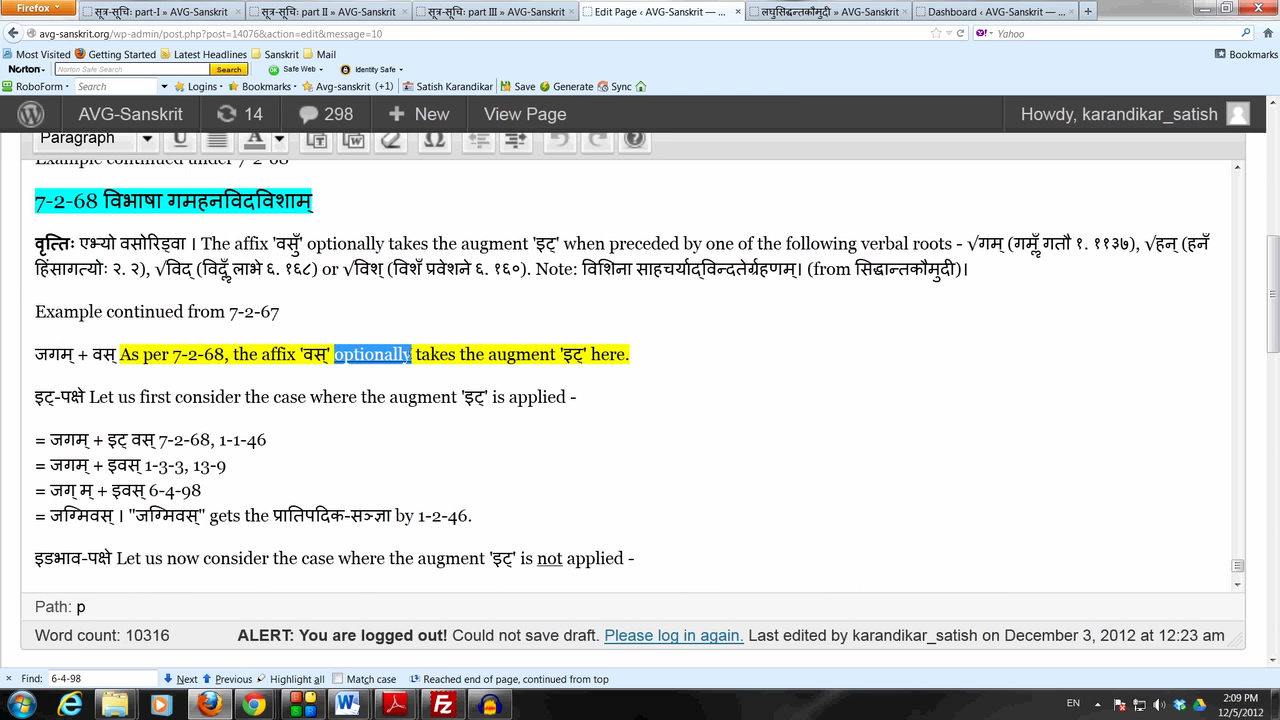 Firefox
सूत्र-सूचिः part-I » AVG-Sanskrit
सूत्र-सूचिः part II » AVG-Sanskrit
सूत्र-सूचिः part III » AVG-Sanskrit
Edit Page ‹ AVG-Sanskrit — ...
लघुसिद्धान्तकौमुदी » AVG-Sanskrit
Dashboard ‹ AVG-Sanskrit — ...
avg-sanskrit.org/wp-admin/post.php?post=14076&action=edit&message=10
Yahoo
Most Visited Getting Started Latest Headlines Sanskrit Mail
Bookmarks
Norton Norton Safe Search Search Safe Web Identity Safe
RoboForm Search Logins Bookmarks Avg-sanskrit (+1) Satish Karandikar Save Generate Sync
AVG-Sanskrit 14 298 New View Page
Howdy, karandikar_satish
Paragraph
Example continued under 7-2-68
7-2-68 विभाषा गमहनविदविशाम्
वृत्तिः एभ्यो वसोरिड्वा । The affix 'वसुँ' optionally takes the augment 'इट्' when preceded by one of the following verbal roots - √गम् (गमॢँ गतौ १. ११३७), √हन् (हनँ
हिंसागत्योः २. २), √विद् (विदॢँ लाभे ६. १६८) or √विश् (विशँ प्रवेशने ६. १६०). Note: विशिना साहचर्याद्विन्दतेर्ग्रहणम्। (from सिद्धान्तकौमुदी)।
Example continued from 7-2-67
जगम् + वस् As per 7-2-68, the affix 'वस्' optionally takes the augment 'इट्' here.
इट्-पक्षे Let us first consider the case where the augment 'इट्' is applied -
= जगम् + इट् वस् 7-2-68, 1-1-46
= जगम् + इवस् 1-3-3, 13-9
= जग् म् + इवस् 6-4-98
= जग्मिवस् । "जग्मिवस्" gets the प्रातिपदिक-सञ्ज्ञा by 1-2-46.
इडभाव-पक्षे Let us now consider the case where the augment 'इट्' is not applied -
Path: p
Word count: 10316
ALERT: You are logged out! Could not save draft. Please log in again. Last edited by karandikar_satish on December 3, 2012 at 12:23 am
Find: 6-4-98 Next Previous Highlight all Match case Reached end of page, continued from top
EN
2:09 PM
12/5/2012